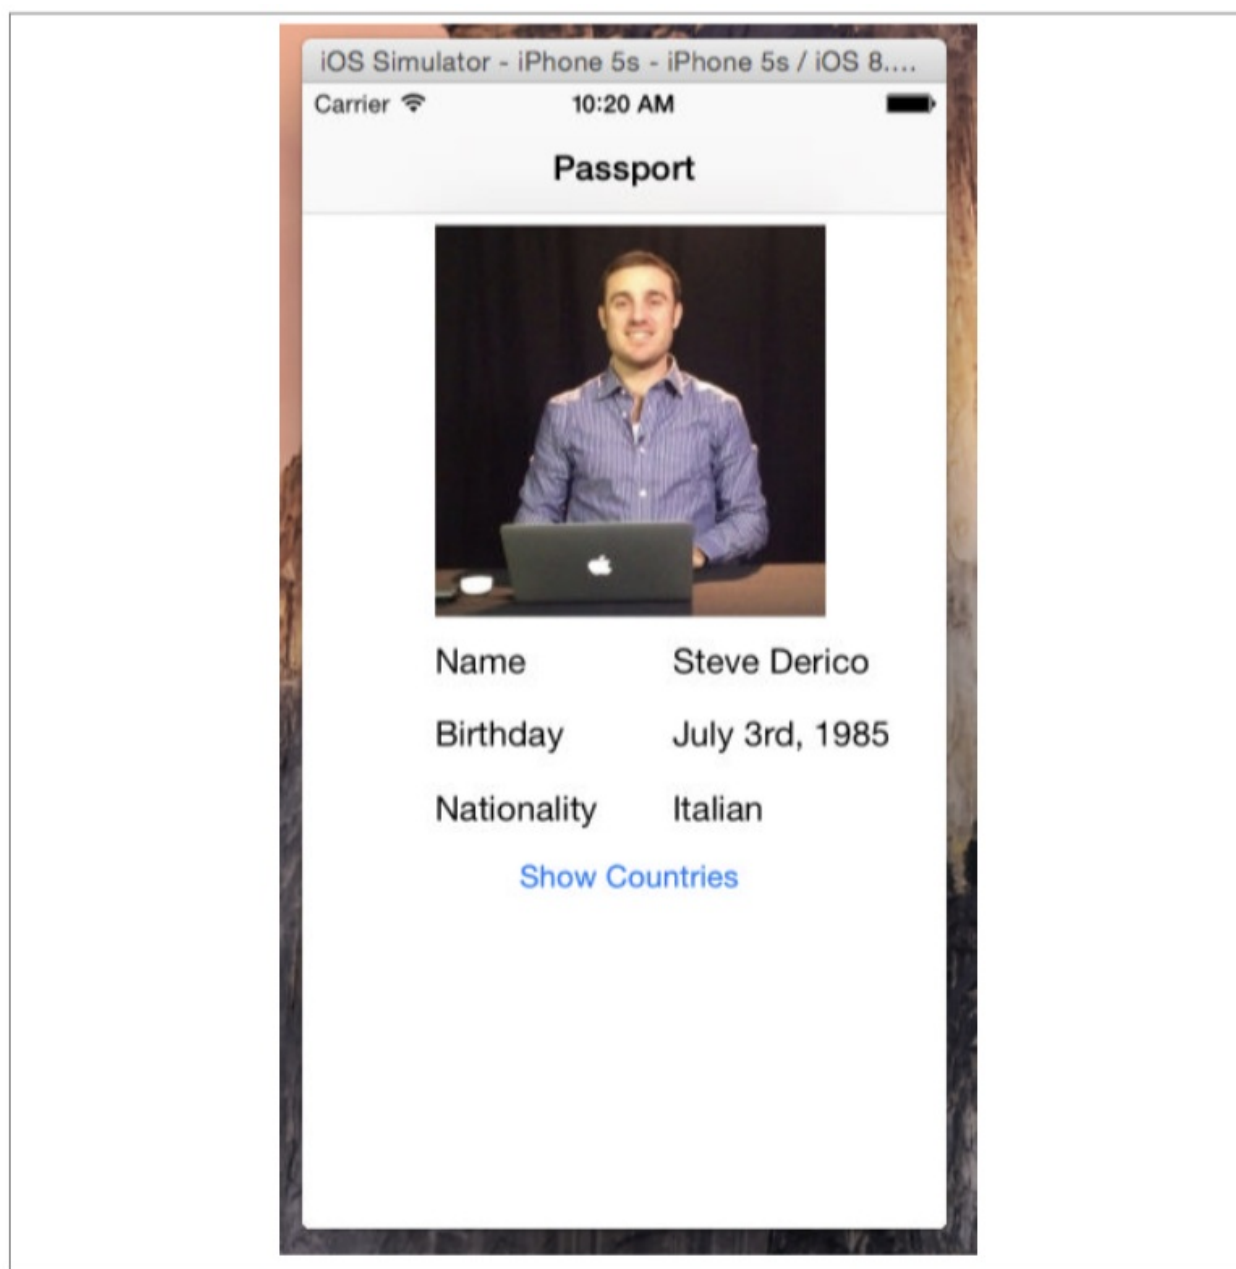 iOS Simulator - iPhone 5s - iPhone 5s / iOS 8....
Carrier 10:20 AM
Passport
Name Steve Derico
Birthday July 3rd, 1985
Nationality Italian
Show Countries